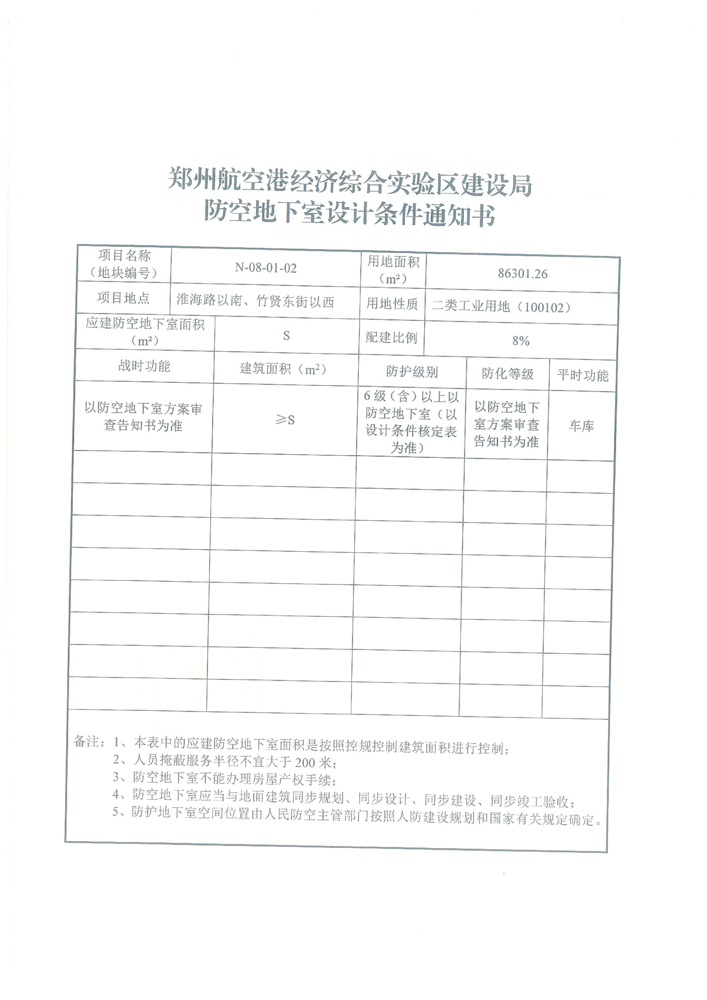 郑州航空港经济综合实验区建设局
防空地下室设计条件通知书
项目名称
（地块编号）
N-08-01-02
用地面积
（m²）
86301.26
项目地点
淮海路以南、竹贤东街以西
用地性质
二类工业用地（100102）
应建防空地下室面积
（m²）
S
配建比例
8%
战时功能
建筑面积（m²）
防护级别
防化等级
平时功能
以防空地下室方案审
查告知书为准
≥S
6 级（含）以上以
防空地下室（以
设计条件核定表
为准）
以防空地下
室方案审查
告知书为准
车库
备注：1、本表中的应建防空地下室面积是按照控规控制建筑面积进行控制；
2、人员掩蔽服务半径不宜大于 200 米；
3、防空地下室不能办理房屋产权手续；
4、防空地下室应当与地面建筑同步规划、同步设计、同步建设、同步竣工验收；
5、防护地下室空间位置由人民防空主管部门按照人防建设规划和国家有关规定确定。